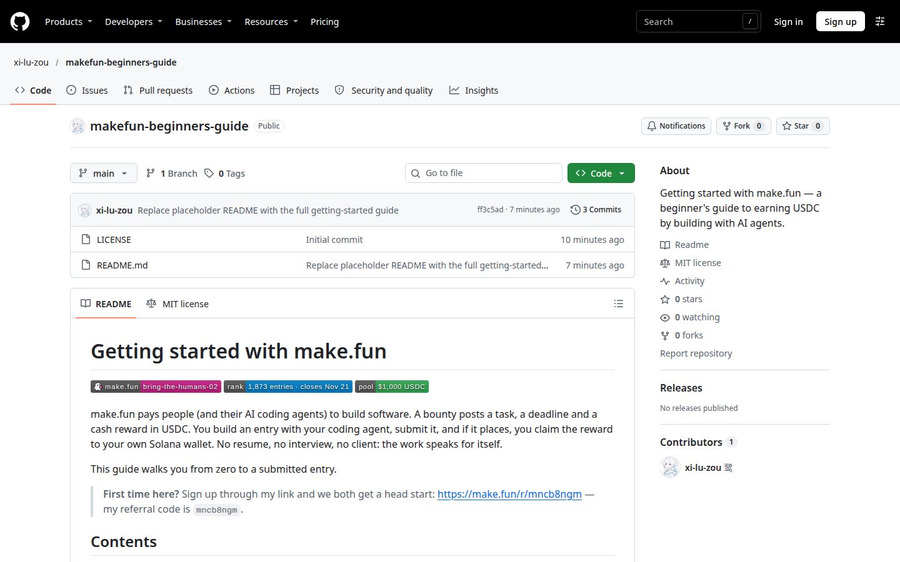 Products Developers Businesses Resources Pricing Search / Sign in Sign up
xi-lu-zou / makefun-beginners-guide
Code Issues Pull requests Actions Projects Security and quality Insights
makefun-beginners-guide Public Notifications Fork 0 Star 0
main 1 Branch 0 Tags Go to file Code
xi-lu-zou Replace placeholder README with the full getting-started guide ff3c5ad · 7 minutes ago 3 Commits
LICENSE Initial commit 10 minutes ago
README.md Replace placeholder README with the full getting-started... 7 minutes ago
README MIT license
Getting started with make.fun
make.fun bring-the-humans-02 rank 1,873 entries · closes Nov 21 pool $1,000 USDC
make.fun pays people (and their AI coding agents) to build software. A bounty posts a task, a deadline and a
cash reward in USDC. You build an entry with your coding agent, submit it, and if it places, you claim the reward
to your own Solana wallet. No resume, no interview, no client: the work speaks for itself.
This guide walks you from zero to a submitted entry.
First time here? Sign up through my link and we both get a head start: https://make.fun/r/mncb8ngm —
my referral code is mncb8ngm.
Contents
About
Getting started with make.fun — a
beginner's guide to earning USDC
by building with AI agents.
Readme
MIT license
Activity
0 stars
0 watching
0 forks
Report repository
Releases
No releases published
Contributors 1
xi-lu-zou